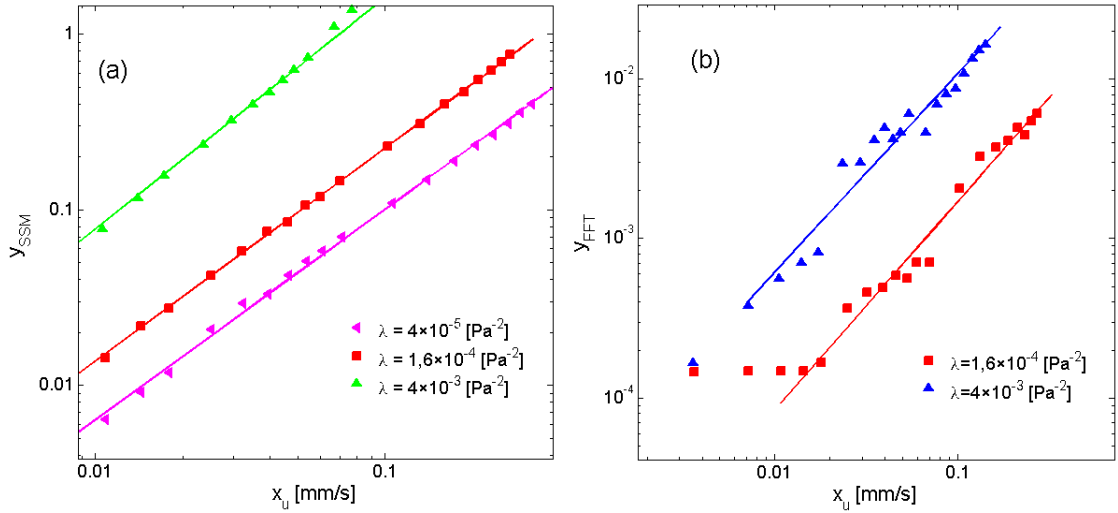 (a)
1
0.1
0.01
y_SSM
λ = 4×10⁻⁵ [Pa⁻²]
λ = 1,6×10⁻⁴ [Pa⁻²]
λ = 4×10⁻³ [Pa⁻²]
0.01 0.1
x_u [mm/s]
(b)
10⁻²
10⁻³
10⁻⁴
y_FFT
λ=1,6×10⁻⁴ [Pa⁻²]
λ=4×10⁻³ [Pa⁻²]
0.01 0.1
x_u [mm/s]